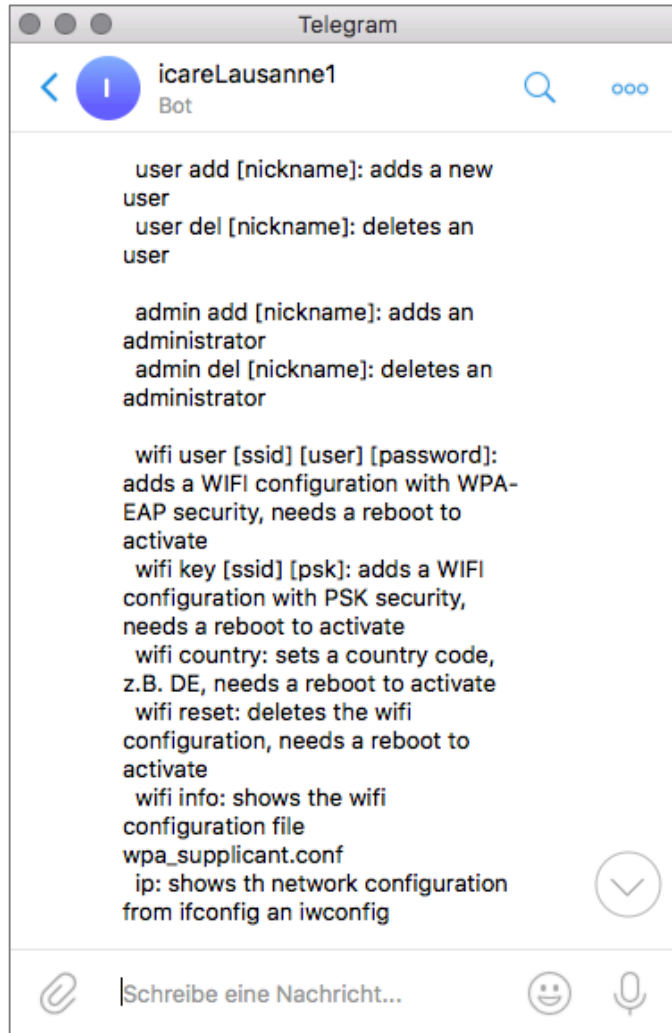 Telegram
I
icareLausanne1
Bot
user add [nickname]: adds a new
user
user del [nickname]: deletes an
user
admin add [nickname]: adds an
administrator
admin del [nickname]: deletes an
administrator
wifi user [ssid] [user] [password]:
adds a WIFI configuration with WPA-
EAP security, needs a reboot to
activate
wifi key [ssid] [psk]: adds a WIFI
configuration with PSK security,
needs a reboot to activate
wifi country: sets a country code,
z.B. DE, needs a reboot to activate
wifi reset: deletes the wifi
configuration, needs a reboot to
activate
wifi info: shows the wifi
configuration file
wpa_supplicant.conf
ip: shows th network configuration
from ifconfig an iwconfig
Schreibe eine Nachricht...